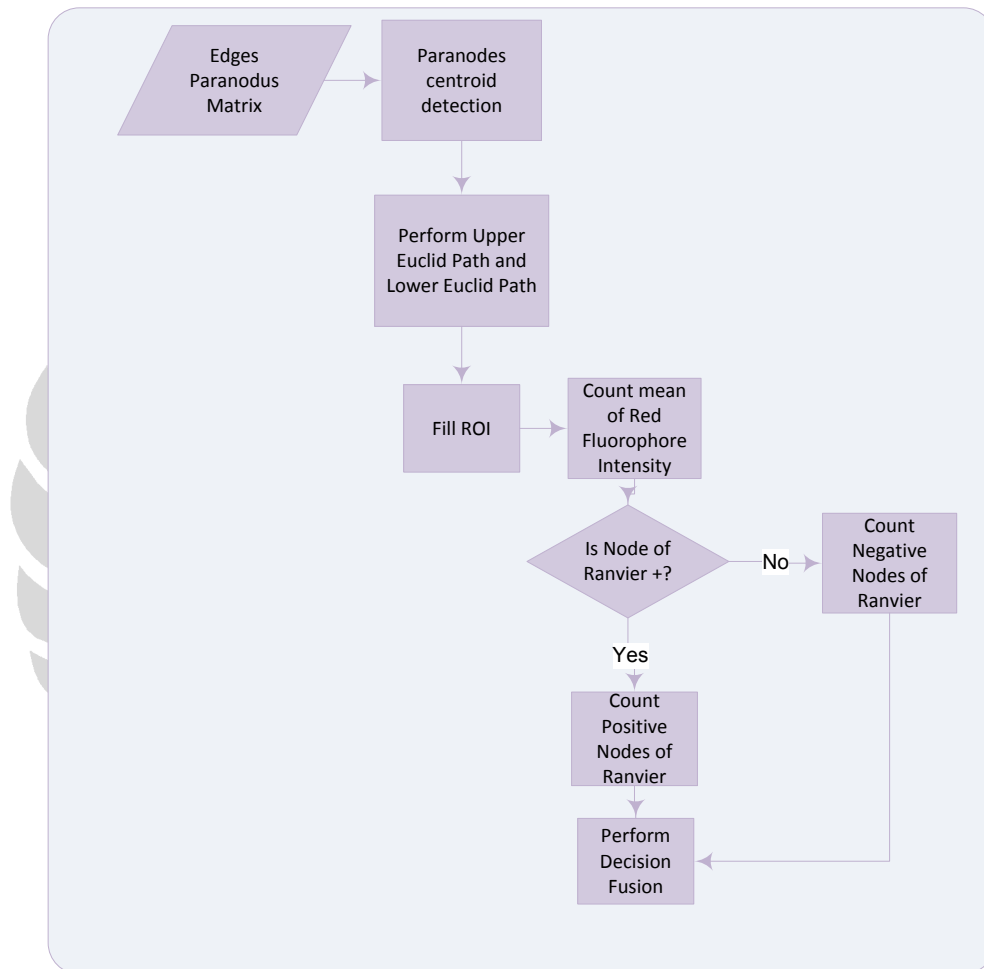 Edges
Paranodus
Matrix
Paranodes
centroid
detection
Perform Upper
Euclid Path and
Lower Euclid Path
Fill ROI
Count mean
of Red
Fluorophore
Intensity
Is Node of
Ranvier +?
No
Count
Negative
Nodes of
Ranvier
Yes
Count
Positive
Nodes of
Ranvier
Perform
Decision
Fusion